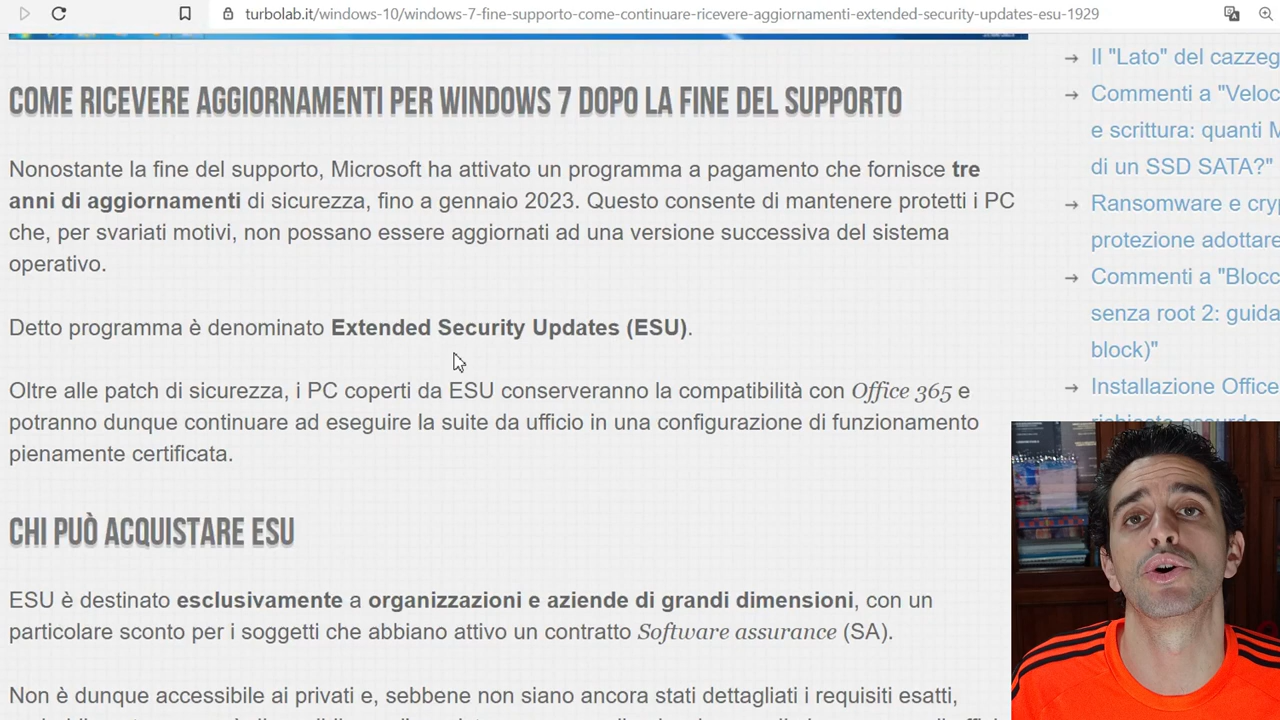 turbolab.it/windows-10/windows-7-fine-supporto-come-continuare-ricevere-aggiornamenti-extended-security-updates-esu-1929
COME RICEVERE AGGIORNAMENTI PER WINDOWS 7 DOPO LA FINE DEL SUPPORTO
Nonostante la fine del supporto, Microsoft ha attivato un programma a pagamento che fornisce tre
anni di aggiornamenti di sicurezza, fino a gennaio 2023. Questo consente di mantenere protetti i PC
che, per svariati motivi, non possano essere aggiornati ad una versione successiva del sistema
operativo.
Detto programma è denominato Extended Security Updates (ESU).
Oltre alle patch di sicurezza, i PC coperti da ESU conserveranno la compatibilità con Office 365 e
potranno dunque continuare ad eseguire la suite da ufficio in una configurazione di funzionamento
pienamente certificata.
CHI PUÒ ACQUISTARE ESU
ESU è destinato esclusivamente a organizzazioni e aziende di grandi dimensioni, con un
particolare sconto per i soggetti che abbiano attivo un contratto Software assurance (SA).
Non è dunque accessibile ai privati e, sebbene non siano ancora stati dettagliati i requisiti esatti,
→ Il "Lato" del cazzeg
→ Commenti a "Veloc
e scrittura: quanti M
di un SSD SATA?"
→ Ransomware e cry
protezione adottare
→ Commenti a "Blocc
senza root 2: guida
block)"
→ Installazione Office